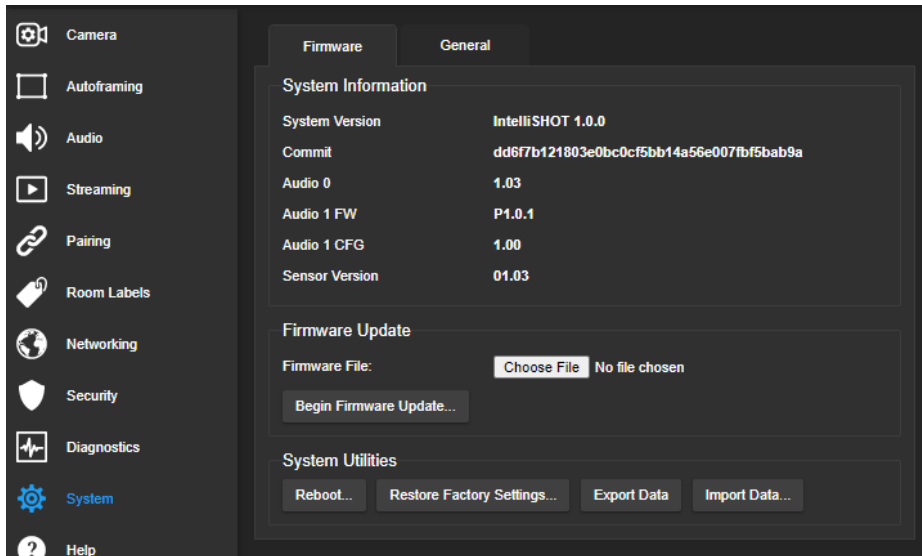 Camera
Autoframing
Audio
Streaming
Pairing
Room Labels
Networking
Security
Diagnostics
System
? Help
Firmware General
System Information
System Version IntelliSHOT 1.0.0
Commit dd6f7b121803e0bc0cf5bb14a56e007fbf5bab9a
Audio 0 1.03
Audio 1 FW P1.0.1
Audio 1 CFG 1.00
Sensor Version 01.03
Firmware Update
Firmware File: Choose File No file chosen
Begin Firmware Update...
System Utilities
Reboot... Restore Factory Settings... Export Data Import Data...